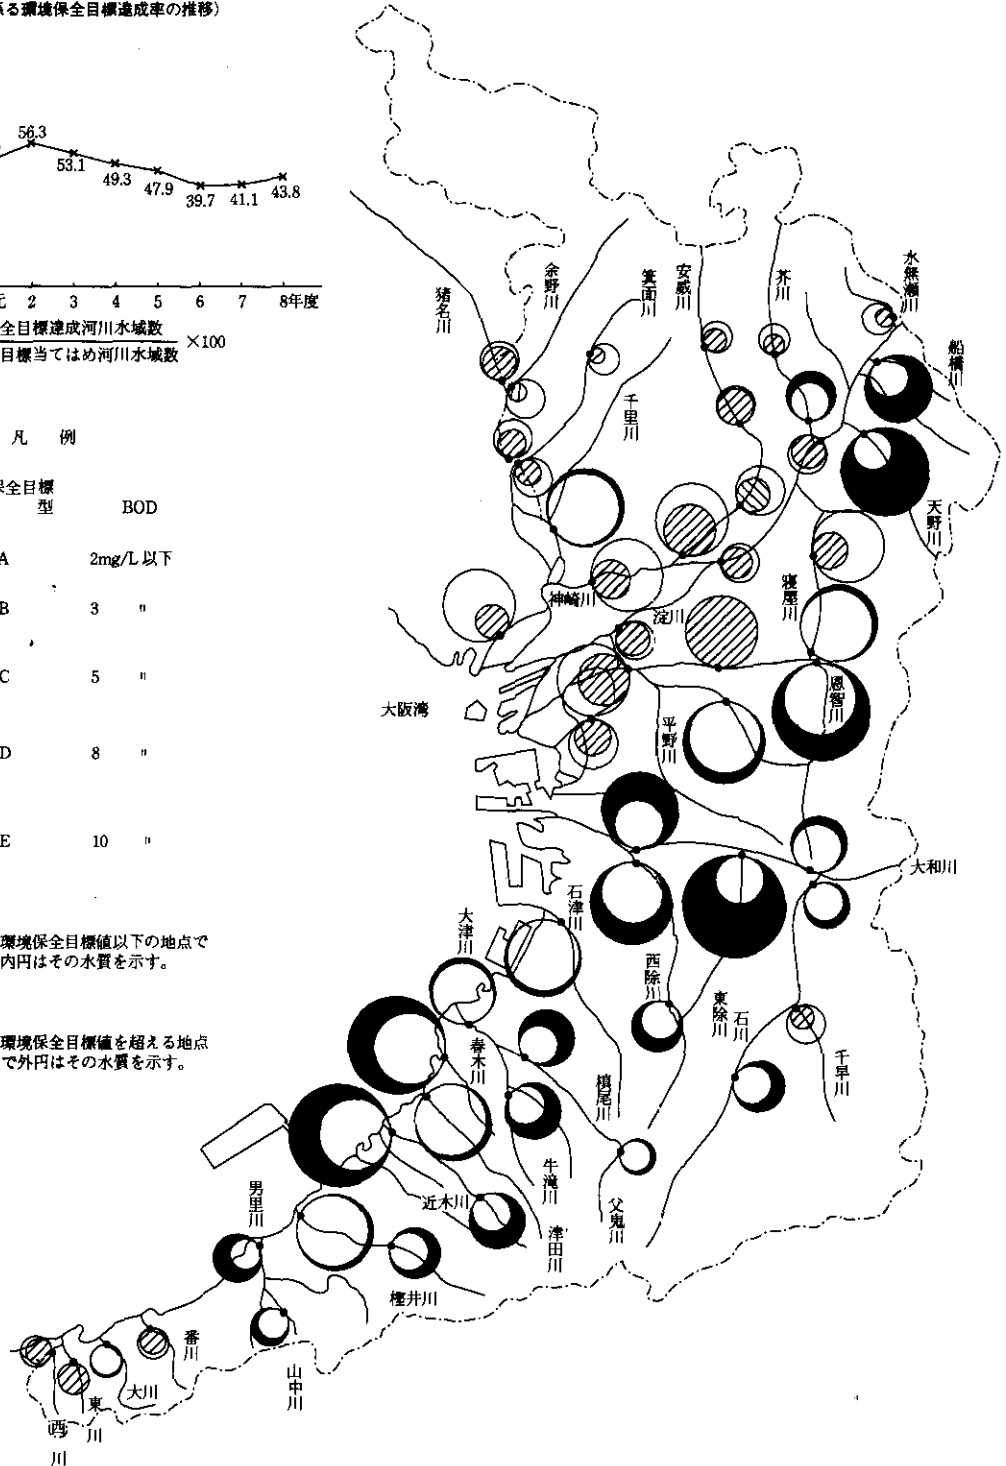 係る環境保全目標達成率の推移）
56.3
53.1
49.3
47.9
39.7
41.1
43.8
元 2 3 4 5 6 7 8年度
全目標達成河川水域数
目標当てはめ河川水域数
×100
凡 例
保全目標
型 BOD
A 2mg/L以下
B 3 〃
C 5 〃
D 8 〃
E 10 〃
環境保全目標値以下の地点で
内円はその水質を示す。
環境保全目標値を超える地点
で外円はその水質を示す。
猪名川
余野川
箕面川
安威川
芥川
水無瀬川
船橋川
千里川
天野川
神崎川
淀川
寝屋川
恩智川
大阪湾
平野川
大和川
石津川
大津川
西除川
東除川
石川
千早川
春木川
槙尾川
牛滝川
父鬼川
近木川
津田川
男里川
樫井川
番川
山中川
大川
東川
西川